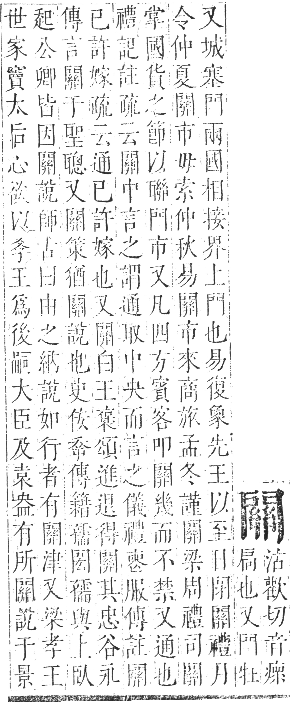 關
沽歡切音瘝
扃也又門牡
又城塞門兩國相接界上門也易復象先王以至日閉關禮月
令仲夏關市毋索仲秋易關市來商旅孟冬謹關梁周禮司關
掌國貨之節以聯門市又凡四方賓客叩關幾而不禁又通也
禮記註疏云關中言之謂通取中央而言之儀禮喪服傳註關
已許嫁疏云通已許嫁也又關白王褒頌進退得關其忠谷永
傳言關于聖聰又關策猶關說也史佞幸傳籍孺閎孺與上臥
起公卿皆因關說師古曰由之納說如行者有關津又梁孝王
世家竇太后心欲以孝王爲後嗣大臣及袁盎有所關說于景